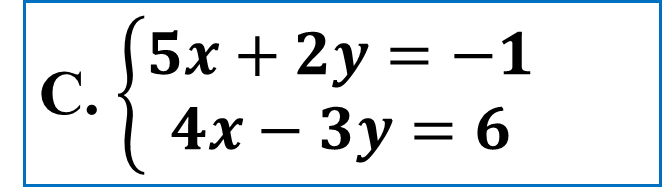 C. { 5x + 2y = −1
4x − 3y = 6